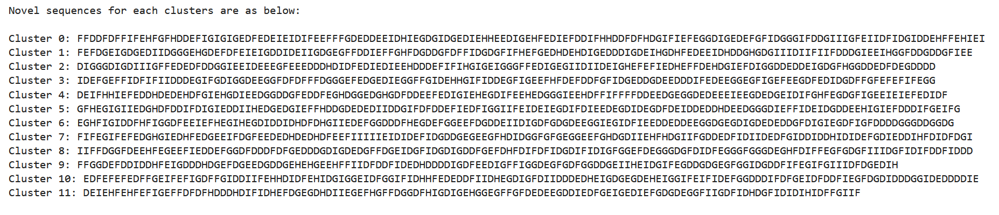 Novel sequences for each clusters are as below:
Cluster 0: FFDDFDFFIFEHFGFHDDEFIGIGIGEDFEDEIEIDIFEEFFFGDEDDEEIDHIEGDGIDGEDIEHHEEDIGEHFEDIEFDDIFHHDDFDFHDGIFIEFEGGDIGEDEFGFIDGGGIFDDGIIIGFEIIDFIDGIDDEHFFEHIEI
Cluster 1: FEFDGEIGDGEDIIDGGGEHGDEFDFEIEIGDDIDEIIGDGEGFFDDIEFFGHFDGDDGFDFFIDGDGFIFHEFGEDHDEHDIGEDDDIGDEIHGDHFEDEEIDHDDGHGDGIIIDIIFIIFDDDGIEEIHGGFDDGDDGFIEE
Cluster 2: DIGGGDIGDIIIGFFEDEDFDDGGIEEIDEEEGFEEEDDDHDIDFEDIEDIEEHDDDEFIFIHGIGEIGGGFFEDIGEGIIDIIDEIGHEFEFIEDHEFFDEHDGIEFDIGGDDEDDEIGDGFHGGDDEDFDEGDDDD
Cluster 3: IDEFGEFFIDFIFIIDDDEGIFGDIGGDEEGGFDFDFFFDGGGEFEDGEDIEGGFFGIDEHHGIFIDDEGFIGEEFHFDEFDDFGFIDGEDDGDEEDDDIFEDEEGGEGFIGEFEEGDFEDIDGDFFGFEFEFIFEGG
Cluster 4: DEIFHHIEFEDDHDEDEHDFGIEHGDIEEDGGDDGFEDDFEGHDGGEDGHGDFDDEEFEDIGIEHEGDIFEEHEDGGGIEEHDFFIFFFFDDEEDGEGGDEDEEEIEEGDEDGEIDIFGHFEGDGFIGEEIEIEFEDIDF
Cluster 5: GFHEGIGIIEDGHDFDDIFDIGIEDDIIHEDGEDGIEFFHDDGDEDEDIIDDGIFDFDDEFIEDFIGGIIFEIDEIEGDIFDIEEDEGDIDEGDFDEIDDEDDHDEEDGGGDIEFFIDEIDGDDEEHIGIEFDDDIFGEIFG
Cluster 6: EGHFIGIDDFHFIGGDFEEIEFHEGIHEGDIDDIDHDFDHGIIEDEFGGDDDFHEGDEFGGEEFDGDDEIIDIGDFGDGDEEGGIEGIDFIEEDDEDDEEGGDGEGDIGDEDEDDGFDIGIEGDFIGFDDDDGGGDDGGDG
Cluster 7: FIFEGIFEFEDGHGIEDHFEDGEEIFDGFEEDEDHDEDHDFEEFIIIIIEIDIDEFIDGDDGEGEEGFHDIDGGFGFGEGGEEFGHDGDIIEHFHDGIIFGDDEDFIDIIDEDFGIDDIDDHIDIDEFGDIEDDIHFDIDFDGI
Cluster 8: IIFFDGGFDEEHFEGEEFIEDDEFGGDFDDDFDFGEDDDGDIGDEDGFFDGEIDGFIDGDIGDDFGEFDHFDIFDFIDGDIFIDIGFGGEFDEGGGDGFDIFEGGGFGGGDEGHFDIFFEGFGDGFIIIDGFIDIFDDFIDDD
Cluster 9: FFGGDEFDDIDDHFEIGDDDHDGEFDGEEDGDDGEHEHGEEHFFIIDFDDFIDEDHDDDDIGDFEEDIGFFIGGDEGFGDFGGDDGEIIHEIDGIFEGDDGDGEGFGGIDGDDFIFEGIFGIIIDFDGEDIH
Cluster 10: EDFEFEFEDFFGEIFEFIGDFFGIDDIIFEHHDIDFEHIDGIGGEIDFGGIFIDHHFEDEDDFIIDHEGDIGFDIIDDDEDHEIGDGEGDEHEIGGIFEIFIDEFGGDDDIFDFGEIDFDDFIEGFDGDIDDDGGIDEDDDDIE
Cluster 11: DEIEHFEHFEFIGEFFDFDFHDDDHDIFIDHEFDGEGDHDIIEGEFHGFFDGGDFHIGDIGEHGGEGFFGFDEDEEGDDIEDFGEIGEDIEFGDGDEGGFIIGDFIDHDGFIDIDIHIDFFGIIF